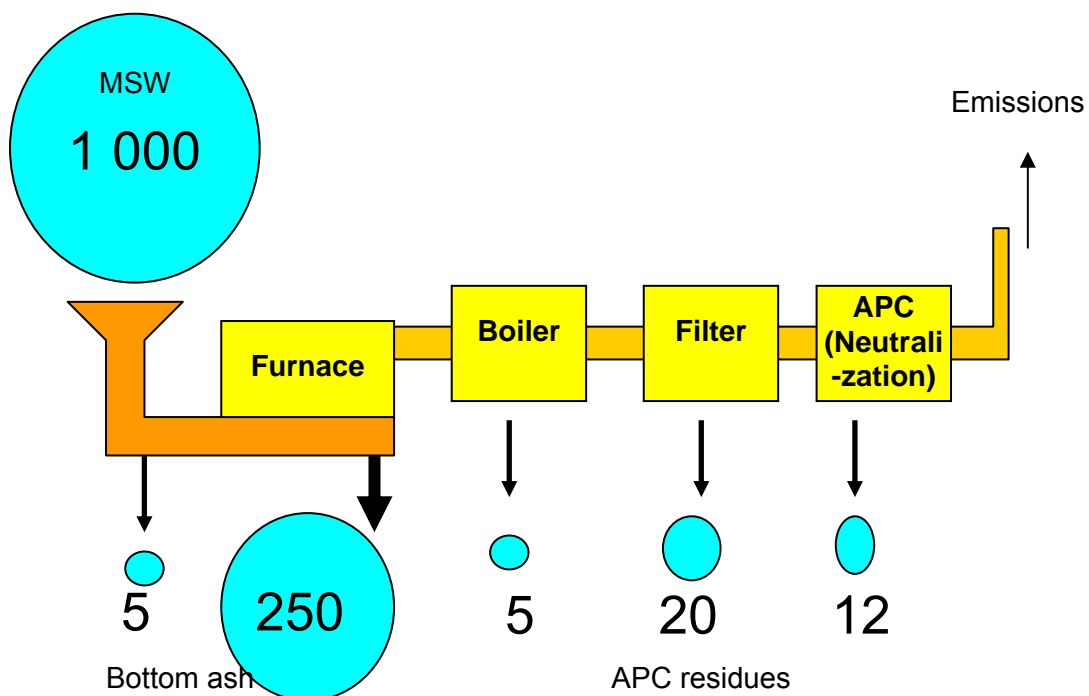 MSW
1 000
Emissions
Furnace
Boiler
Filter
APC
(Neutrali
-zation)
5
250
5
20
12
Bottom ash
APC residues